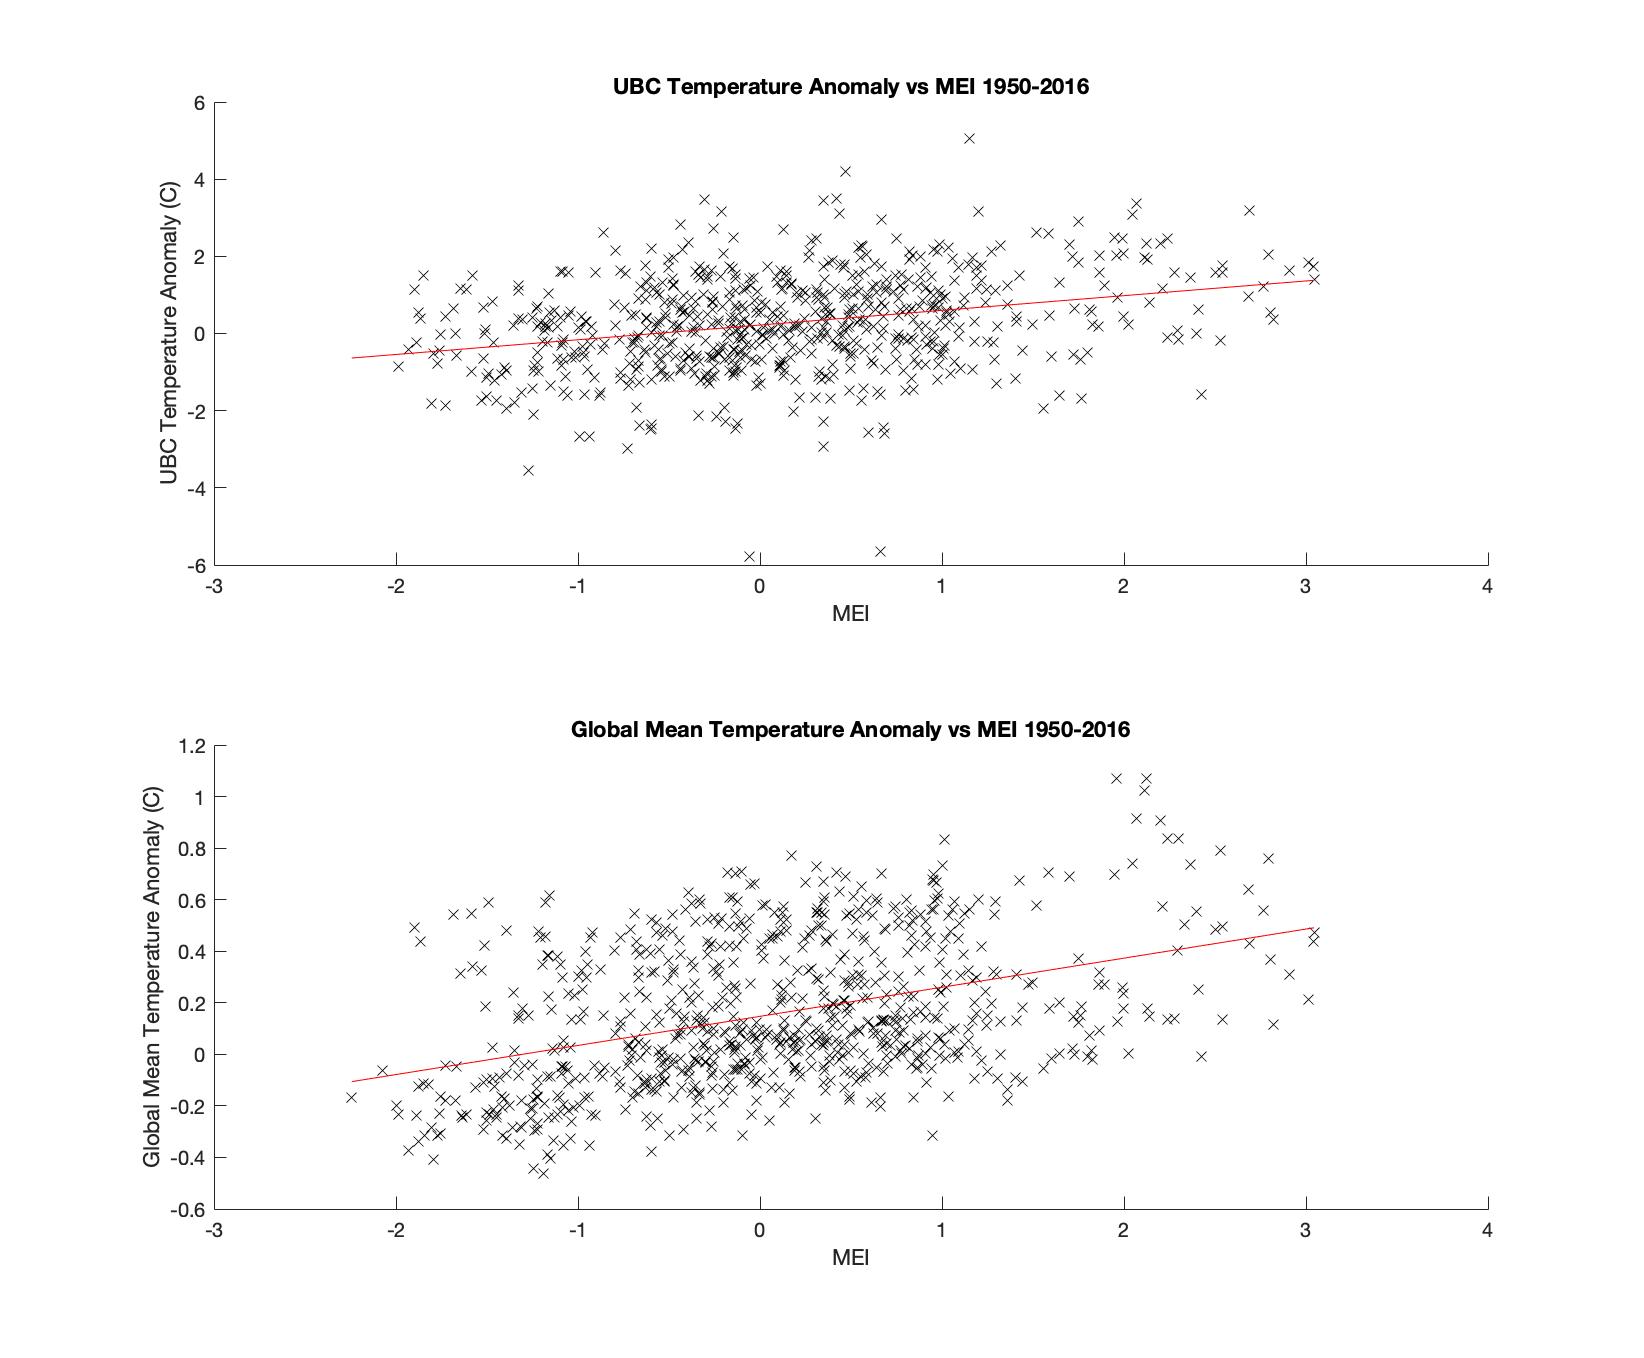 UBC Temperature Anomaly vs MEI 1950-2016
UBC Temperature Anomaly (C)
6
4
2
0
-2
-4
-6
-3 -2 -1 0 1 2 3 4
MEI
Global Mean Temperature Anomaly vs MEI 1950-2016
Global Mean Temperature Anomaly (C)
1.2
1
0.8
0.6
0.4
0.2
0
-0.2
-0.4
-0.6
-3 -2 -1 0 1 2 3 4
MEI